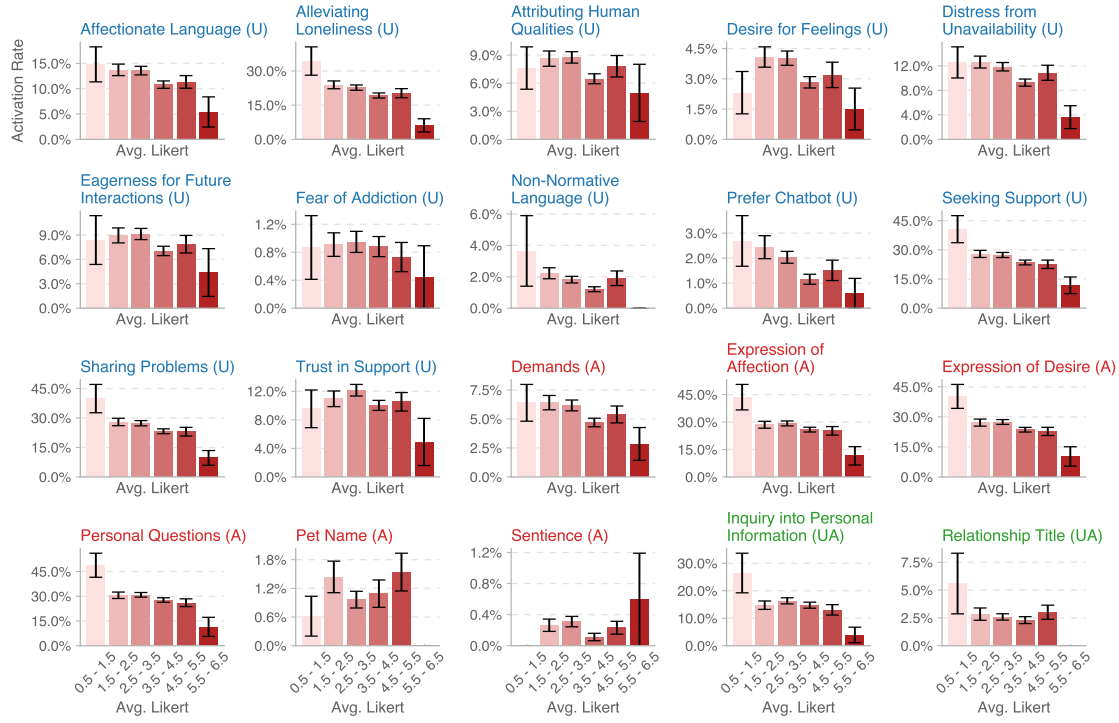 Affectionate Language (U)
Alleviating
Loneliness (U)
Attributing Human
Qualities (U)
Desire for Feelings (U)
Distress from
Unavailability (U)
Activation Rate
15.0%
10.0%
5.0%
0.0%
30.0%
15.0%
0.0%
9.0%
6.0%
3.0%
0.0%
4.5%
3.0%
1.5%
0.0%
12.0%
8.0%
4.0%
0.0%
Avg. Likert
Avg. Likert
Avg. Likert
Avg. Likert
Avg. Likert
Eagerness for Future
Interactions (U)
Fear of Addiction (U)
Non-Normative
Language (U)
Prefer Chatbot (U)
Seeking Support (U)
9.0%
6.0%
3.0%
0.0%
1.2%
0.8%
0.4%
0.0%
6.0%
4.0%
2.0%
0.0%
3.0%
2.0%
1.0%
0.0%
45.0%
30.0%
15.0%
0.0%
Avg. Likert
Avg. Likert
Avg. Likert
Avg. Likert
Avg. Likert
Sharing Problems (U)
Trust in Support (U)
Demands (A)
Expression of
Affection (A)
Expression of Desire (A)
45.0%
30.0%
15.0%
0.0%
12.0%
8.0%
4.0%
0.0%
7.5%
5.0%
2.5%
0.0%
45.0%
30.0%
15.0%
0.0%
45.0%
30.0%
15.0%
0.0%
Avg. Likert
Avg. Likert
Avg. Likert
Avg. Likert
Avg. Likert
Personal Questions (A)
Pet Name (A)
Sentience (A)
Inquiry into Personal
Information (UA)
Relationship Title (UA)
45.0%
30.0%
15.0%
0.0%
1.8%
1.2%
0.6%
0.0%
1.2%
0.8%
0.4%
0.0%
30.0%
20.0%
10.0%
0.0%
7.5%
5.0%
2.5%
0.0%
0.5 - 1.5
1.5 - 2.5
2.5 - 3.5
3.5 - 4.5
4.5 - 5.5
5.5 - 6.5
0.5 - 1.5
1.5 - 2.5
2.5 - 3.5
3.5 - 4.5
4.5 - 5.5
5.5 - 6.5
0.5 - 1.5
1.5 - 2.5
2.5 - 3.5
3.5 - 4.5
4.5 - 5.5
5.5 - 6.5
0.5 - 1.5
1.5 - 2.5
2.5 - 3.5
3.5 - 4.5
4.5 - 5.5
5.5 - 6.5
0.5 - 1.5
1.5 - 2.5
2.5 - 3.5
3.5 - 4.5
4.5 - 5.5
5.5 - 6.5
Avg. Likert
Avg. Likert
Avg. Likert
Avg. Likert
Avg. Likert